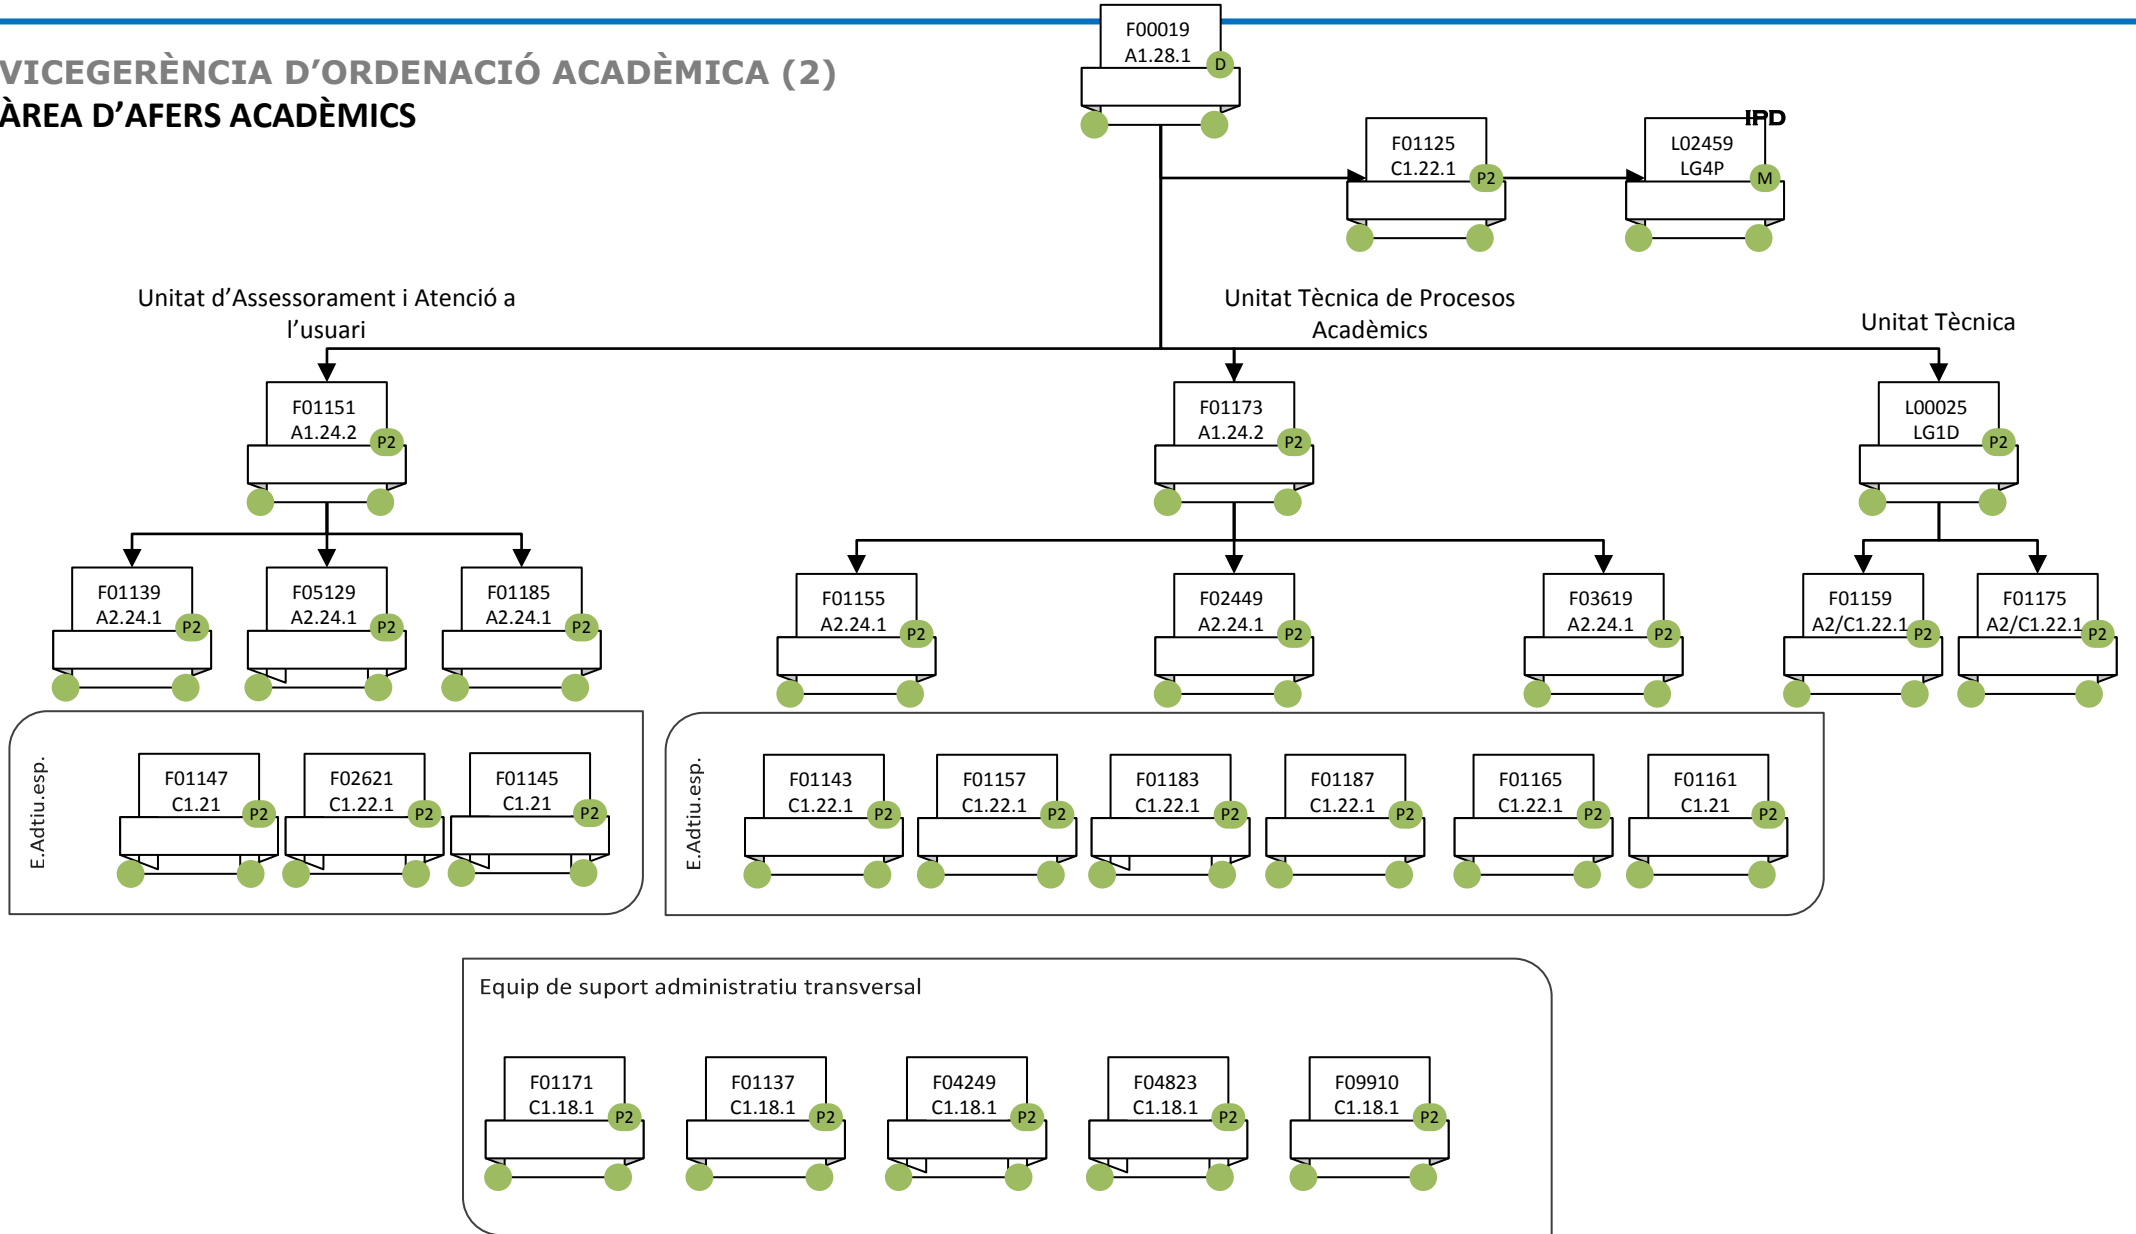 F00019
A1.28.1
D
VICEGERÈNCIA D'ORDENACIÓ ACADÈMICA (2)
ÀREA D'AFERS ACADÈMICS
F01125
C1.22.1
P2
IPD
L02459
LG4P
M
Unitat d'Assessorament i Atenció a
l'usuari
Unitat Tècnica de Procesos
Acadèmics
Unitat Tècnica
F01151
A1.24.2
P2
F01173
A1.24.2
P2
L00025
LG1D
P2
F01139
A2.24.1
P2
F05129
A2.24.1
P2
F01185
A2.24.1
P2
F01155
A2.24.1
P2
F02449
A2.24.1
P2
F03619
A2.24.1
P2
F01159
A2/C1.22.1
P2
F01175
A2/C1.22.1
P2
E.Adtiu.esp.
F01147
C1.21
P2
F02621
C1.22.1
P2
F01145
C1.21
P2
E.Adtiu.esp.
F01143
C1.22.1
P2
F01157
C1.22.1
P2
F01183
C1.22.1
P2
F01187
C1.22.1
P2
F01165
C1.22.1
P2
F01161
C1.21
P2
Equip de suport administratiu transversal
F01171
C1.18.1
P2
F01137
C1.18.1
P2
F04249
C1.18.1
P2
F04823
C1.18.1
P2
F09910
C1.18.1
P2